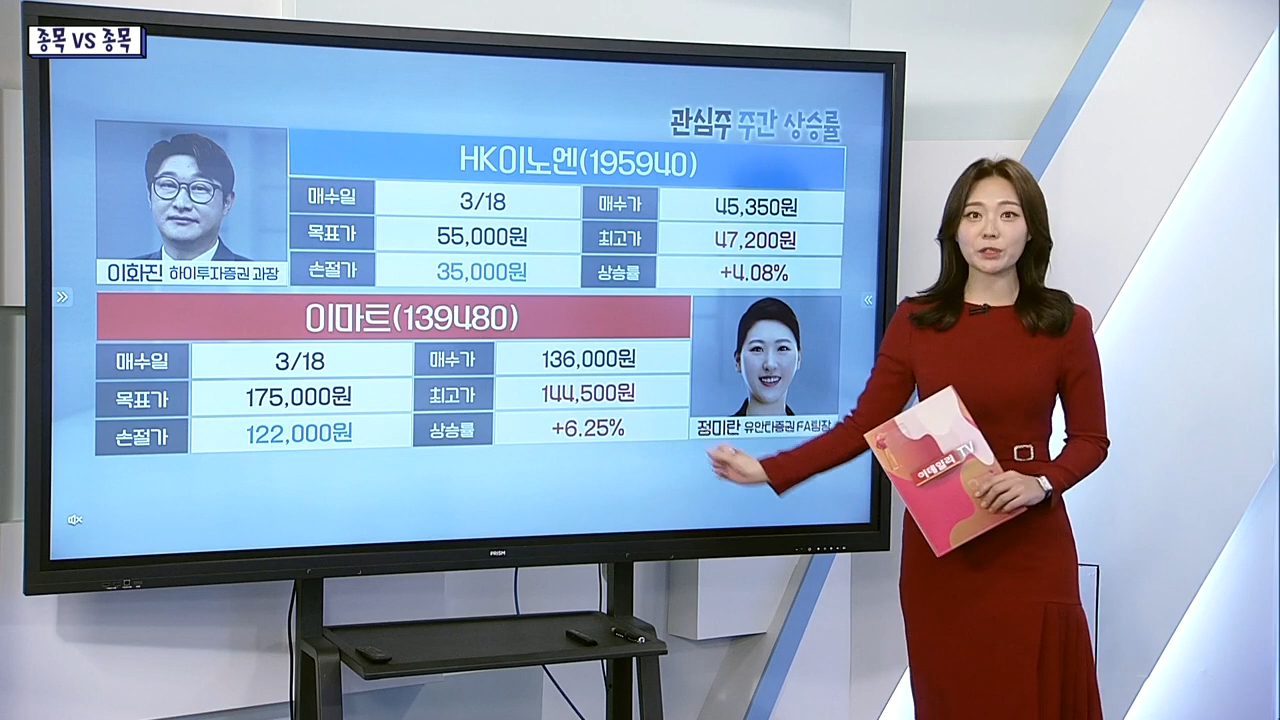 종목 VS 종목
관심주 주간 상승률
HK이노엔(195940)
매수일 3/18 매수가 45,350원
목표가 55,000원 최고가 47,200원
손절가 35,000원 상승률 +4.08%
이화진 하이투자증권 과장
이마트(139480)
매수일 3/18 매수가 136,000원
목표가 175,000원 최고가 144,500원
손절가 122,000원 상승률 +6.25%
정미란 유안타증권 FA팀장
이데일리 TV
PRISM